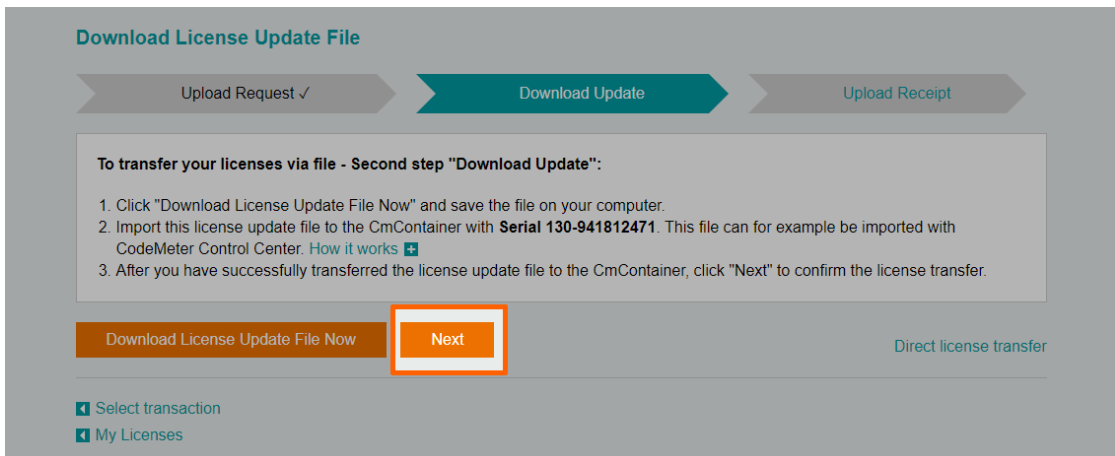 Download License Update File
Upload Request ✓
Download Update
Upload Receipt
To transfer your licenses via file - Second step "Download Update":
1. Click "Download License Update File Now" and save the file on your computer.
2. Import this license update file to the CmContainer with Serial 130-941812471. This file can for example be imported with
CodeMeter Control Center. How it works
3. After you have successfully transferred the license update file to the CmContainer, click "Next" to confirm the license transfer.
Download License Update File Now
Next
Direct license transfer
Select transaction
My Licenses